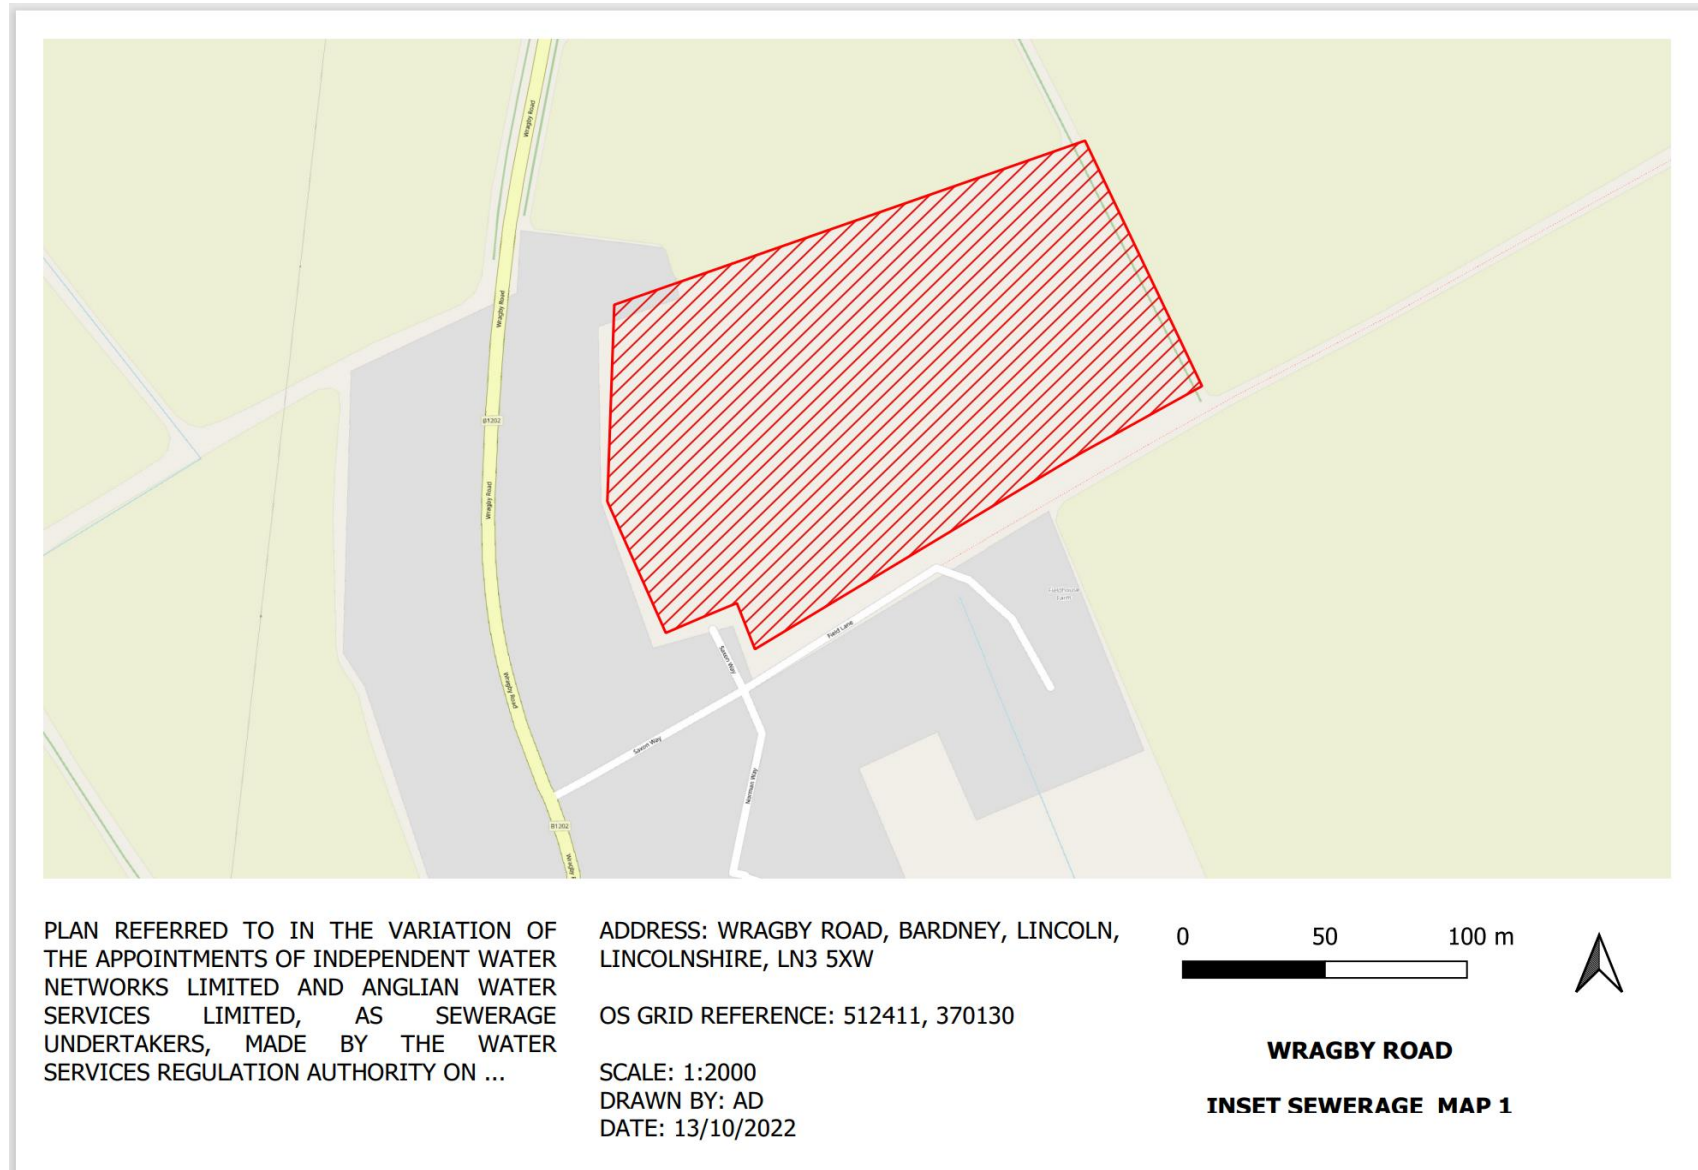 Wragby Road
Wragby Road
B1202
Wragby Road
Fieldhouse
Farm
Field Lane
Saxon Way
Wragby Road
Saxon Way
Norman Way
B1202
PLAN REFERRED TO IN THE VARIATION OF
THE APPOINTMENTS OF INDEPENDENT WATER
NETWORKS LIMITED AND ANGLIAN WATER
SERVICES LIMITED, AS SEWERAGE
UNDERTAKERS, MADE BY THE WATER
SERVICES REGULATION AUTHORITY ON ...
ADDRESS: WRAGBY ROAD, BARDNEY, LINCOLN,
LINCOLNSHIRE, LN3 5XW
OS GRID REFERENCE: 512411, 370130
SCALE: 1:2000
DRAWN BY: AD
DATE: 13/10/2022
0 50 100 m
WRAGBY ROAD
INSET SEWERAGE MAP 1